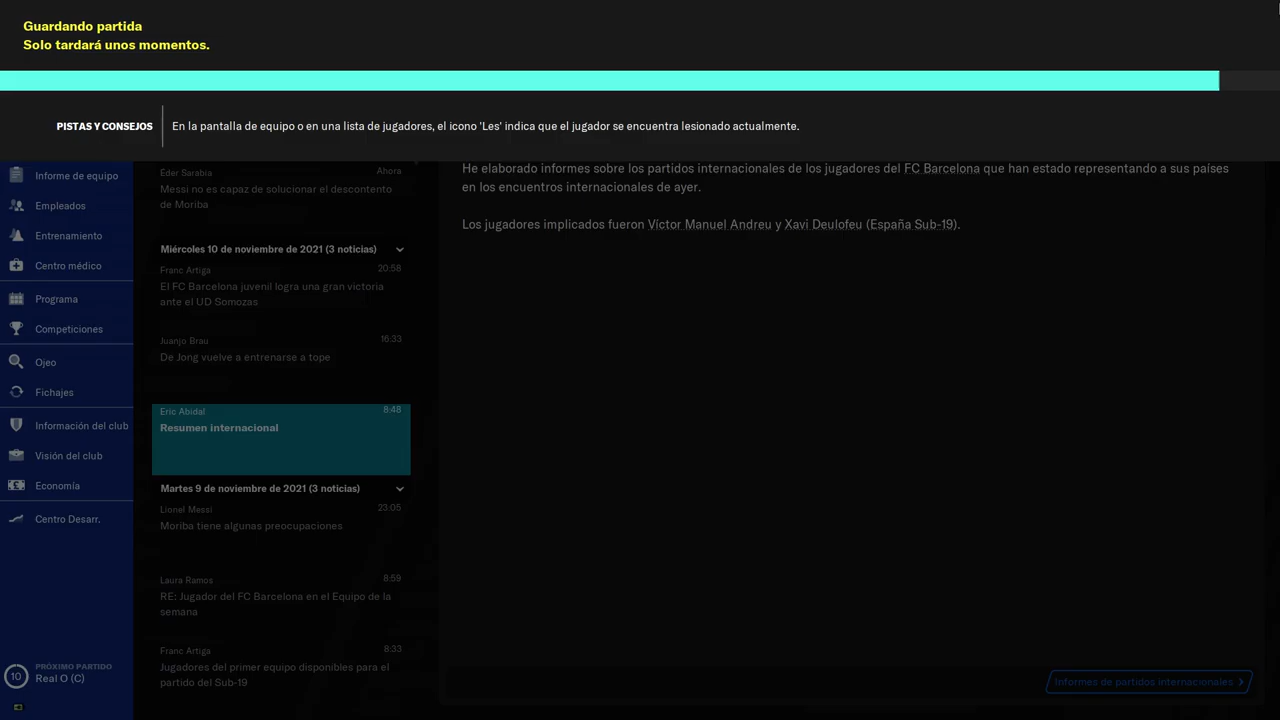 Guardando partida
Solo tardará unos momentos.
PISTAS Y CONSEJOS
En la pantalla de equipo o en una lista de jugadores, el icono 'Les' indica que el jugador se encuentra lesionado actualmente.
Informe de equipo
Empleados
Entrenamiento
Centro médico
Programa
Competiciones
Ojeo
Fichajes
Información del club
Visión del club
Economía
Centro Desarr.
PRÓXIMO PARTIDO
10
Real O (C)
Éder Sarabia
Ahora
Messi no es capaz de solucionar el descontento
de Moriba
Miércoles 10 de noviembre de 2021 (3 noticias)
Franc Artiga
20:58
El FC Barcelona juvenil logra una gran victoria
ante el UD Somozas
Juanjo Brau
16:33
De Jong vuelve a entrenarse a tope
Eric Abidal
8:48
Resumen internacional
Martes 9 de noviembre de 2021 (3 noticias)
Lionel Messi
23:05
Moriba tiene algunas preocupaciones
Laura Ramos
8:59
RE: Jugador del FC Barcelona en el Equipo de la
semana
Franc Artiga
8:33
Jugadores del primer equipo disponibles para el
partido del Sub-19
He elaborado informes sobre los partidos internacionales de los jugadores del FC Barcelona que han estado representando a sus países
en los encuentros internacionales de ayer.
Los jugadores implicados fueron Víctor Manuel Andreu y Xavi Deulofeu (España Sub-19).
Informes de partidos internacionales